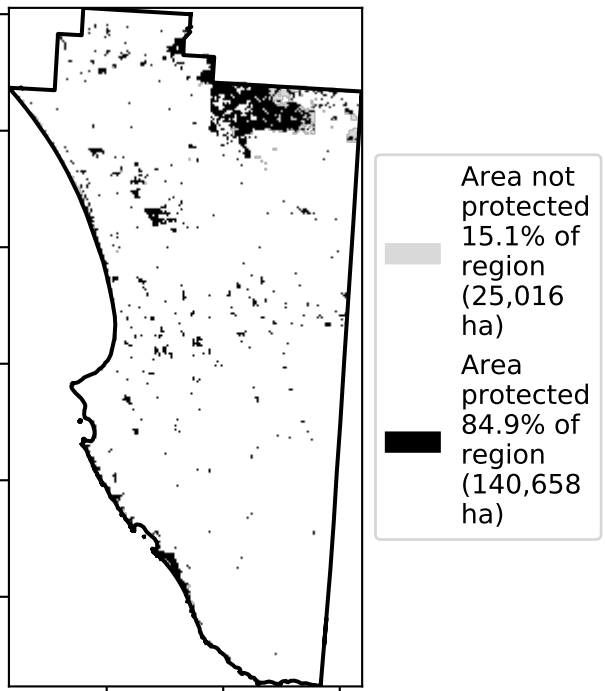 Area not
protected
15.1% of
region
(25,016
ha)
Area
protected
84.9% of
region
(140,658
ha)